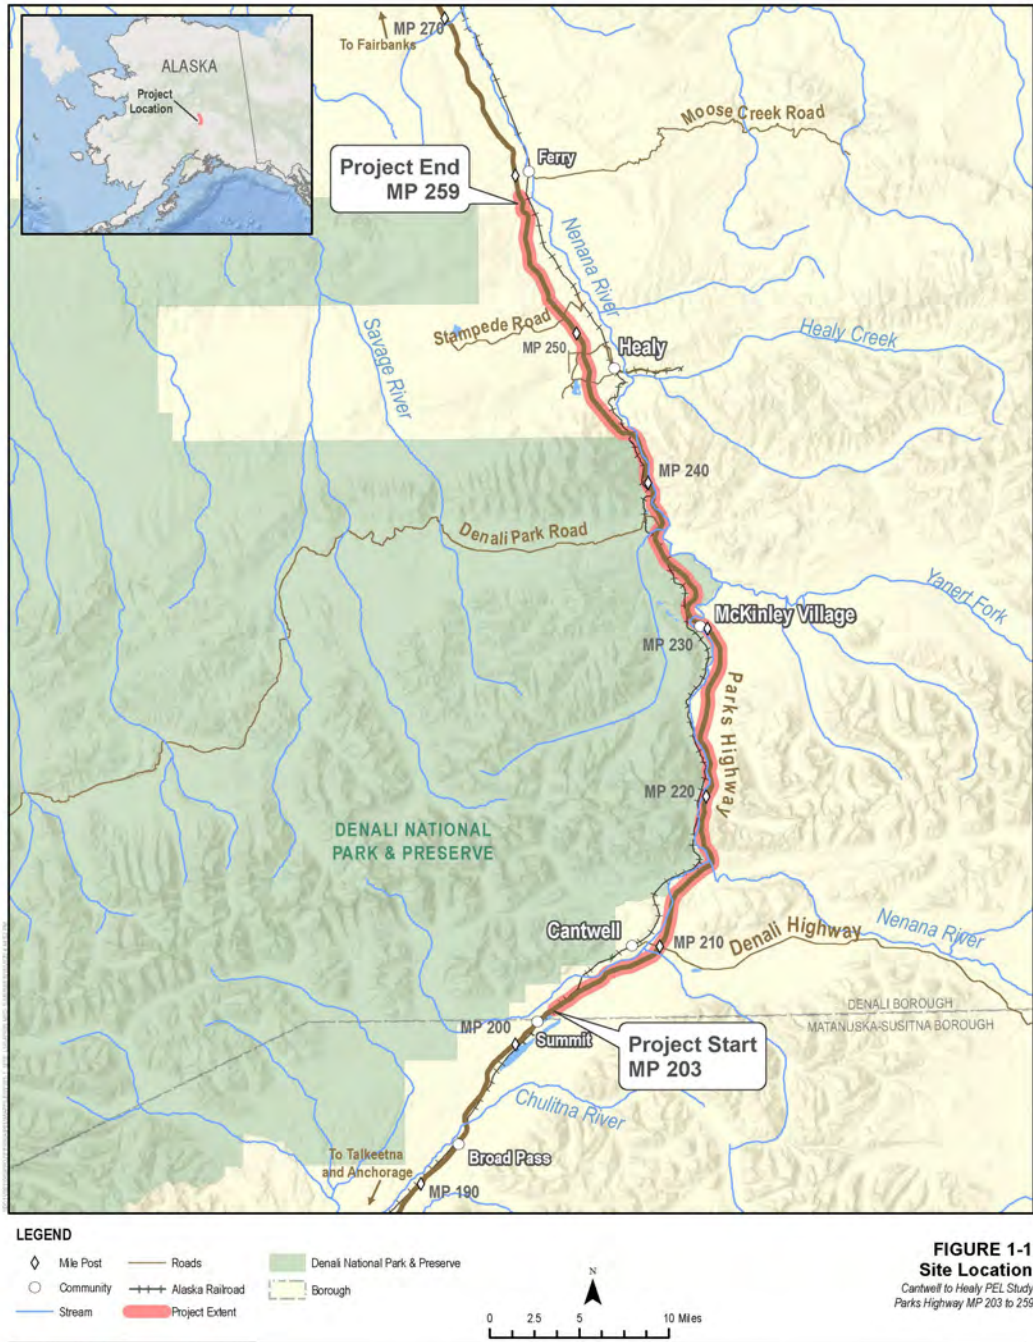 MP 270
To Fairbanks
ALASKA
Project
Location
Moose Creek Road
Ferry
Project End
MP 259
Nenana River
Stampede Road
MP 250
Healy
Healy Creek
Savage River
MP 240
Denali Park Road
Yanert Fork
McKinley Village
MP 230
Parks Highway
MP 220
DENALI NATIONAL
PARK & PRESERVE
Cantwell
MP 210
Denali Highway
Nenana River
DENALI BOROUGH
MATANUSKA-SUSITNA BOROUGH
MP 200
Summit
Project Start
MP 203
Chulitna River
To Talkeetna
and Anchorage
Broad Pass
MP 190
LEGEND
Mile Post
Roads
Denali National Park & Preserve
Community
Alaska Railroad
Borough
Stream
Project Extent
N
0 2.5 5 10 Miles
FIGURE 1-1
Site Location
Cantwell to Healy PEL Study
Parks Highway MP 203 to 259